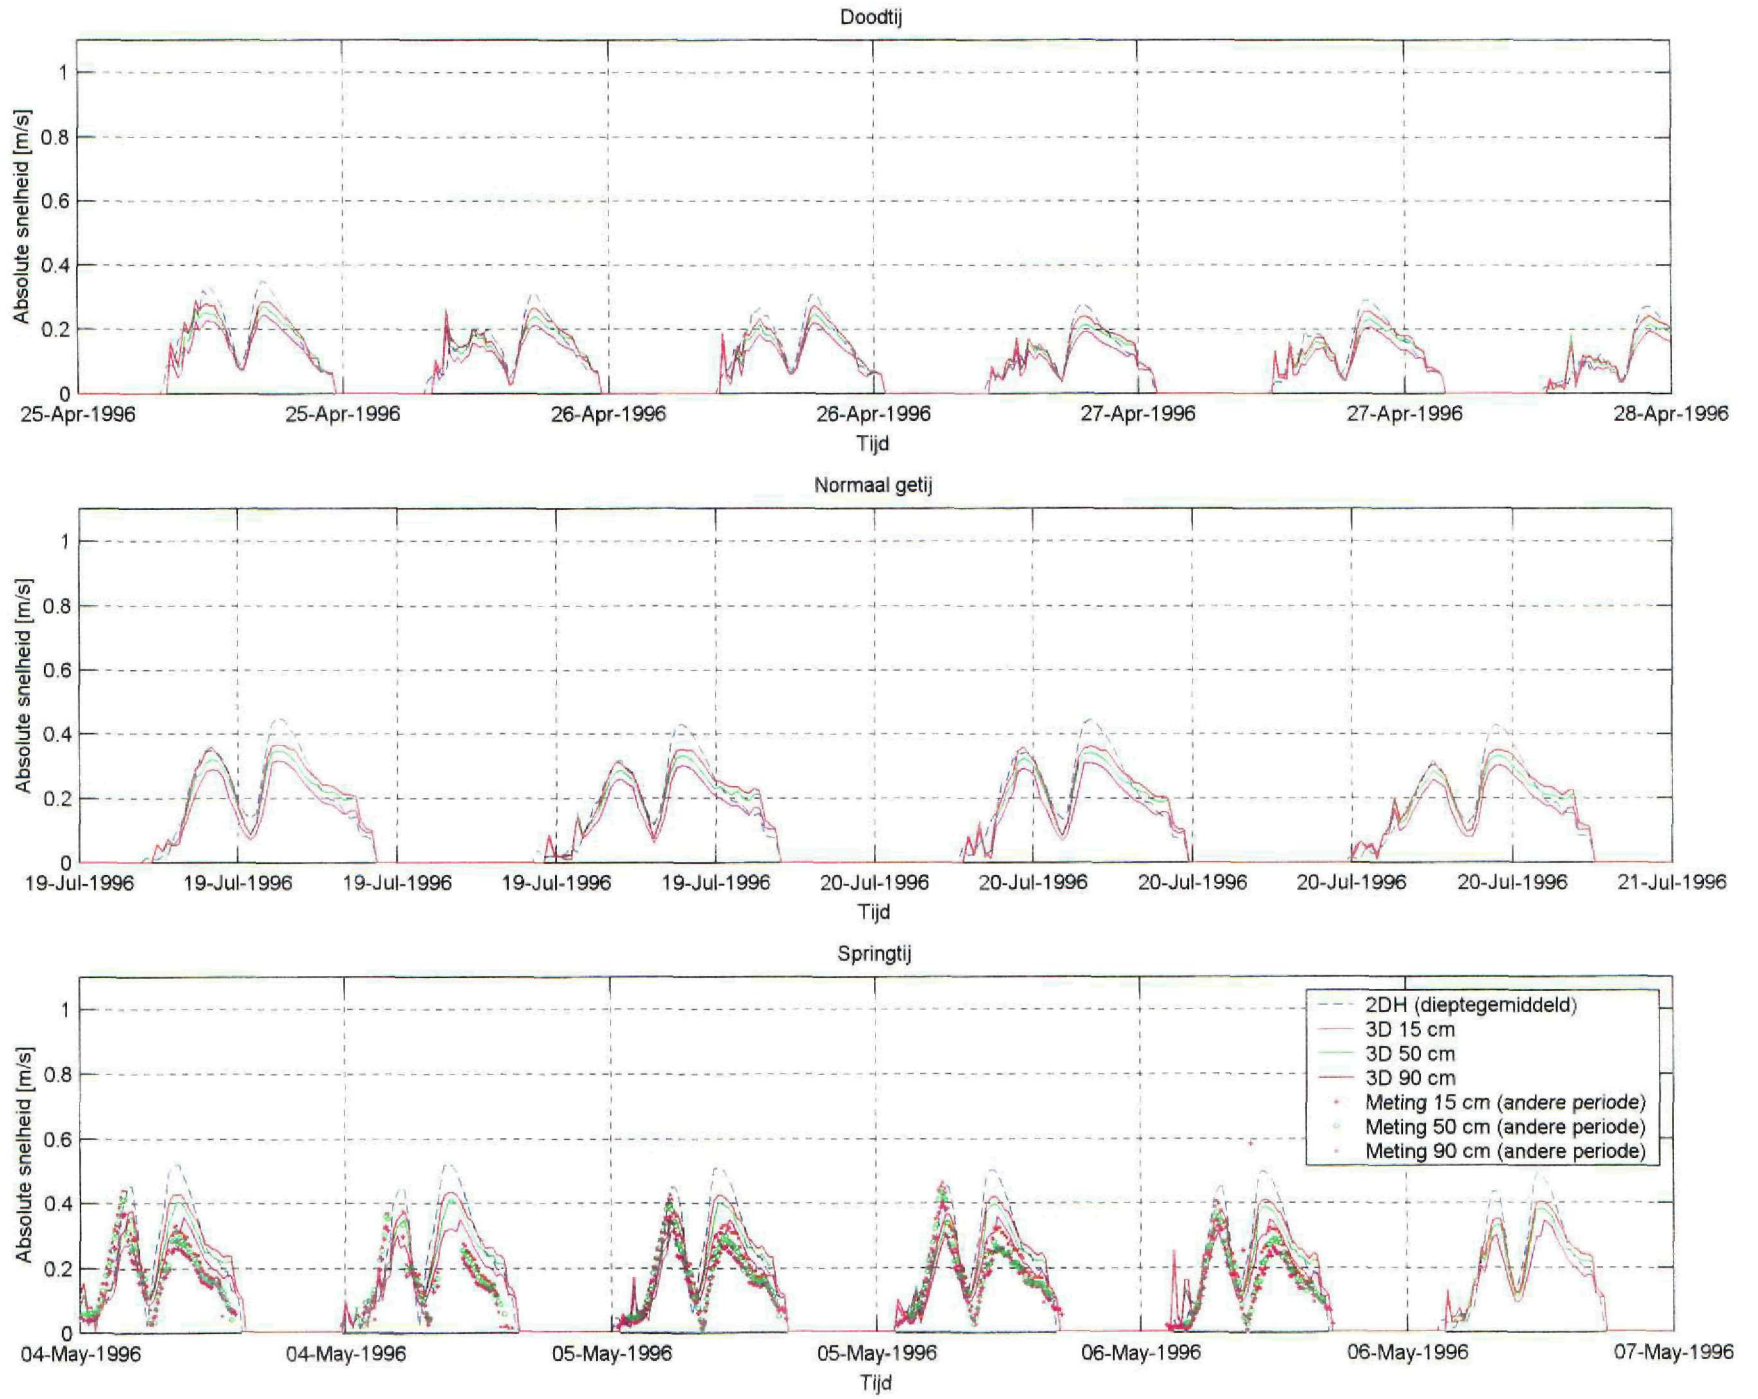 Doodtij
Absolute snelheid [m/s]
1
0.8
0.6
0.4
0.2
0
25-Apr-1996 25-Apr-1996 26-Apr-1996 26-Apr-1996 27-Apr-1996 27-Apr-1996 28-Apr-1996
Tijd
Normaal getij
Absolute snelheid [m/s]
1
0.8
0.6
0.4
0.2
0
19-Jul-1996 19-Jul-1996 19-Jul-1996 19-Jul-1996 19-Jul-1996 20-Jul-1996 20-Jul-1996 20-Jul-1996 20-Jul-1996 20-Jul-1996 21-Jul-1996
Tijd
Springtij
Absolute snelheid [m/s]
1
0.8
0.6
0.4
0.2
0
2DH (dieptegemiddeld)
3D 15 cm
3D 50 cm
3D 90 cm
Meting 15 cm (andere periode)
Meting 50 cm (andere periode)
Meting 90 cm (andere periode)
04-May-1996 04-May-1996 05-May-1996 05-May-1996 06-May-1996 06-May-1996 07-May-1996
Tijd